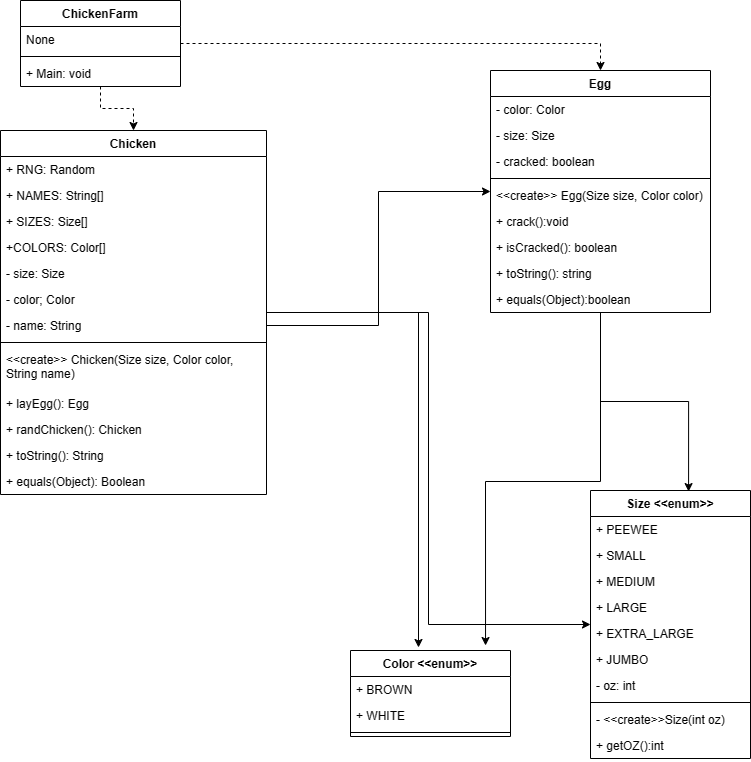 ChickenFarm
None
+ Main: void
Egg
- color: Color
- size: Size
- cracked: boolean
<<create>> Egg(Size size, Color color)
+ crack():void
+ isCracked(): boolean
+ toString(): string
+ equals(Object):boolean
Chicken
+ RNG: Random
+ NAMES: String[]
+ SIZES: Size[]
+COLORS: Color[]
- size: Size
- color; Color
- name: String
<<create>> Chicken(Size size, Color color,
String name)
+ layEgg(): Egg
+ randChicken(): Chicken
+ toString(): String
+ equals(Object): Boolean
Size <<enum>>
+ PEEWEE
+ SMALL
+ MEDIUM
+ LARGE
+ EXTRA_LARGE
+ JUMBO
- oz: int
- <<create>>Size(int oz)
+ getOZ():int
Color <<enum>>
+ BROWN
+ WHITE